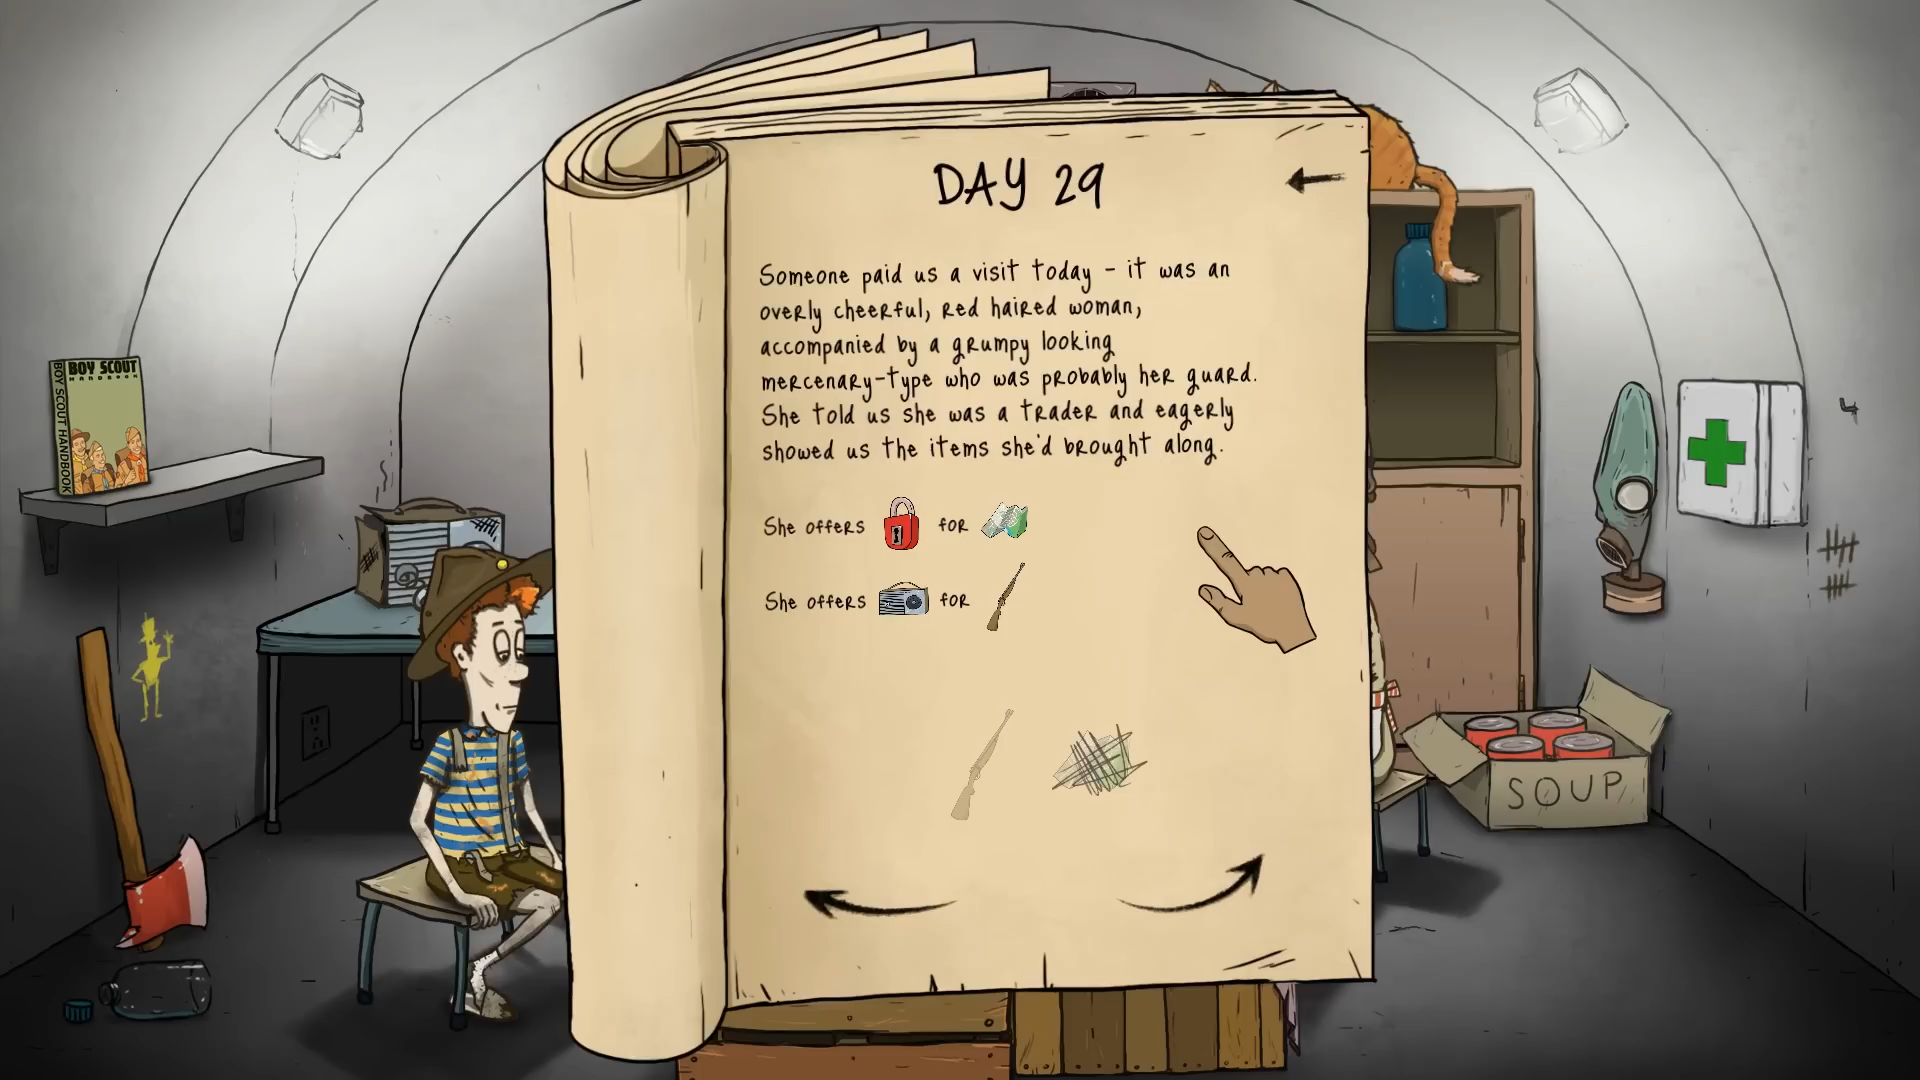 DAY 29
Someone paid us a visit today - it was an
overly cheerful, red haired woman,
accompanied by a grumpy looking
mercenary-type who was probably her guard.
She told us she was a trader and eagerly
showed us the items she'd brought along.
She offers for
She offers for
BOY SCOUT
HANDBOOK
BOY SCOUT HANDBOOK
SOUP